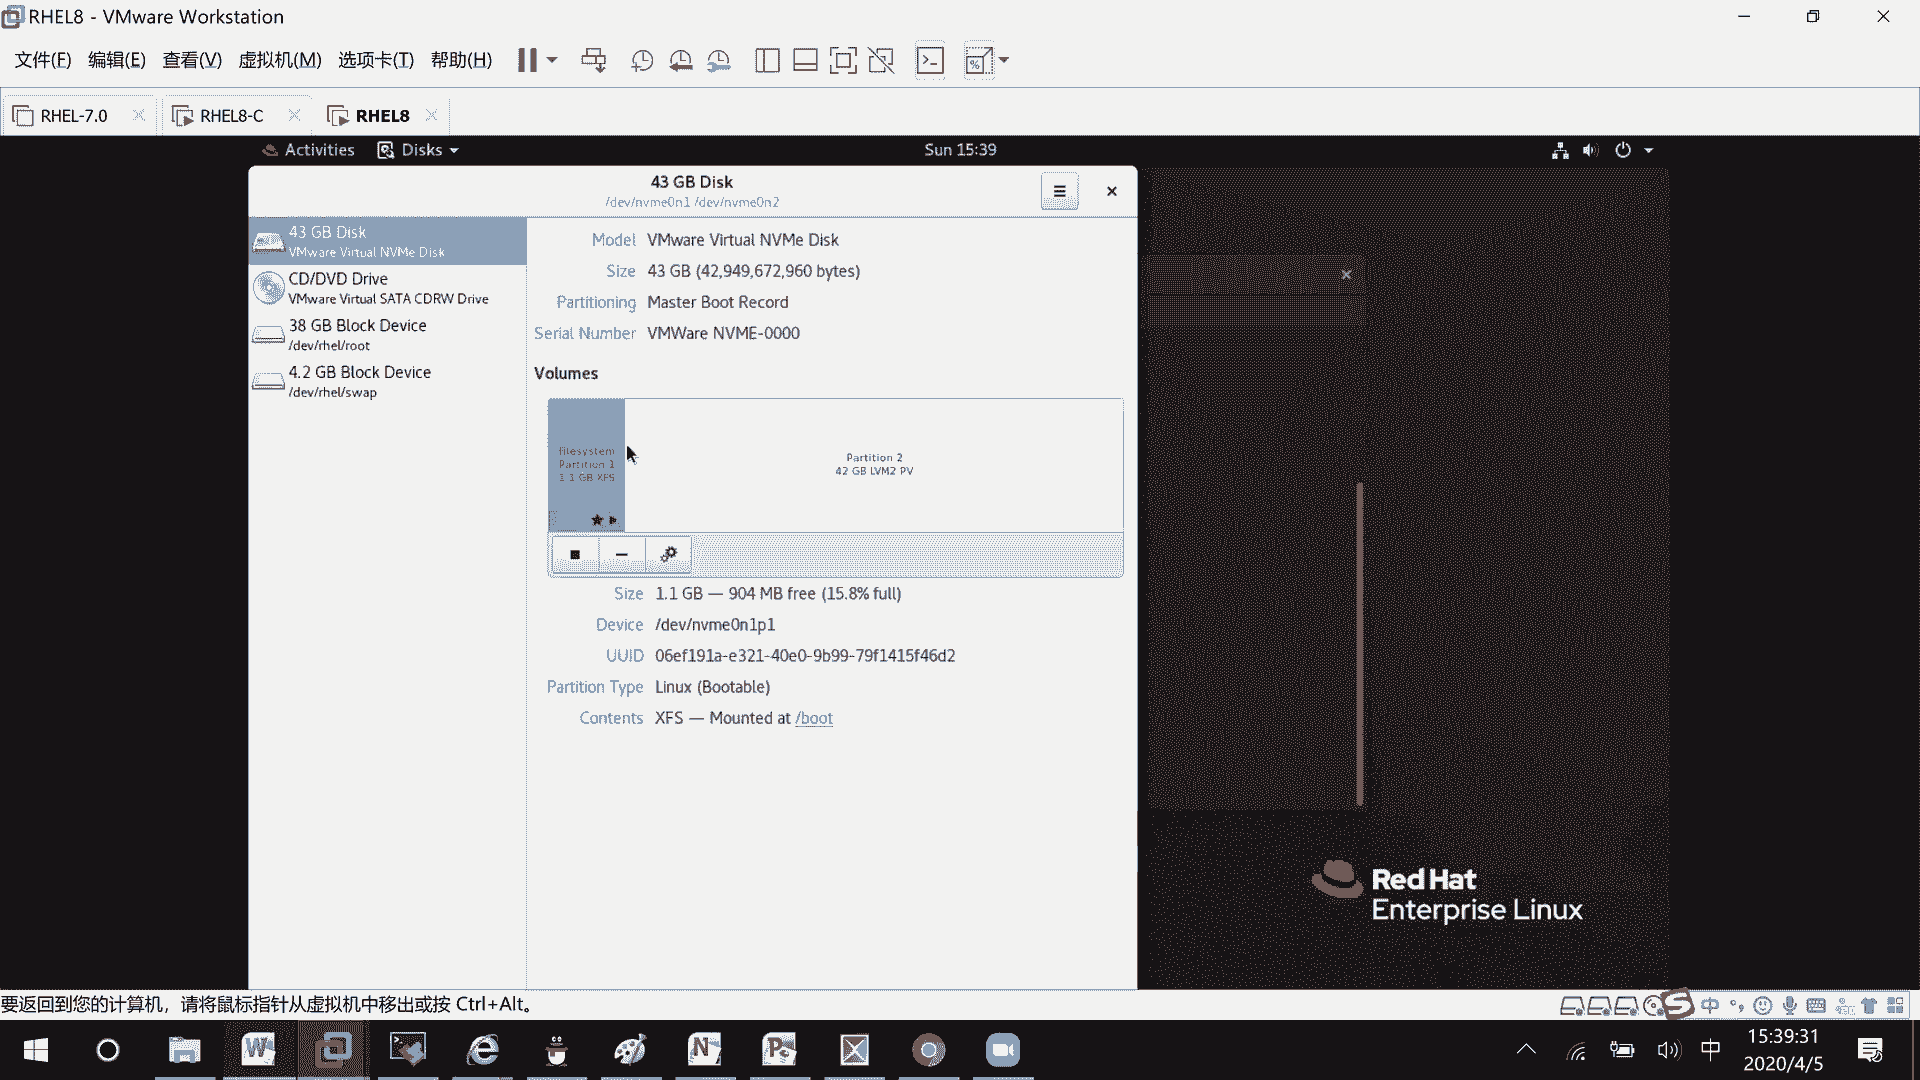 RHEL8 - VMware Workstation
文件(F) 编辑(E) 查看(V) 虚拟机(M) 选项卡(T) 帮助(H)
RHEL-7.0
RHEL8-C
RHEL8
Activities
Disks
Sun 15:39
43 GB Disk
/dev/nvme0n1 /dev/nvme0n2
43 GB Disk
VMware Virtual NVMe Disk
CD/DVD Drive
VMware Virtual SATA CDRW Drive
38 GB Block Device
/dev/rhel/root
4.2 GB Block Device
/dev/rhel/swap
Model VMware Virtual NVMe Disk
Size 43 GB (42,949,672,960 bytes)
Partitioning Master Boot Record
Serial Number VMWare NVME-0000
Volumes
filesystem
Partition 1
1.1 GB XFS
Partition 2
42 GB LVM2 PV
Size 1.1 GB — 904 MB free (15.8% full)
Device /dev/nvme0n1p1
UUID 06ef191a-e321-40e0-9b99-79f1415f46d2
Partition Type Linux (Bootable)
Contents XFS — Mounted at /boot
Red Hat
Enterprise Linux
要返回到您的计算机，请将鼠标指针从虚拟机中移出或按 Ctrl+Alt。
中
中
15:39:31
2020/4/5